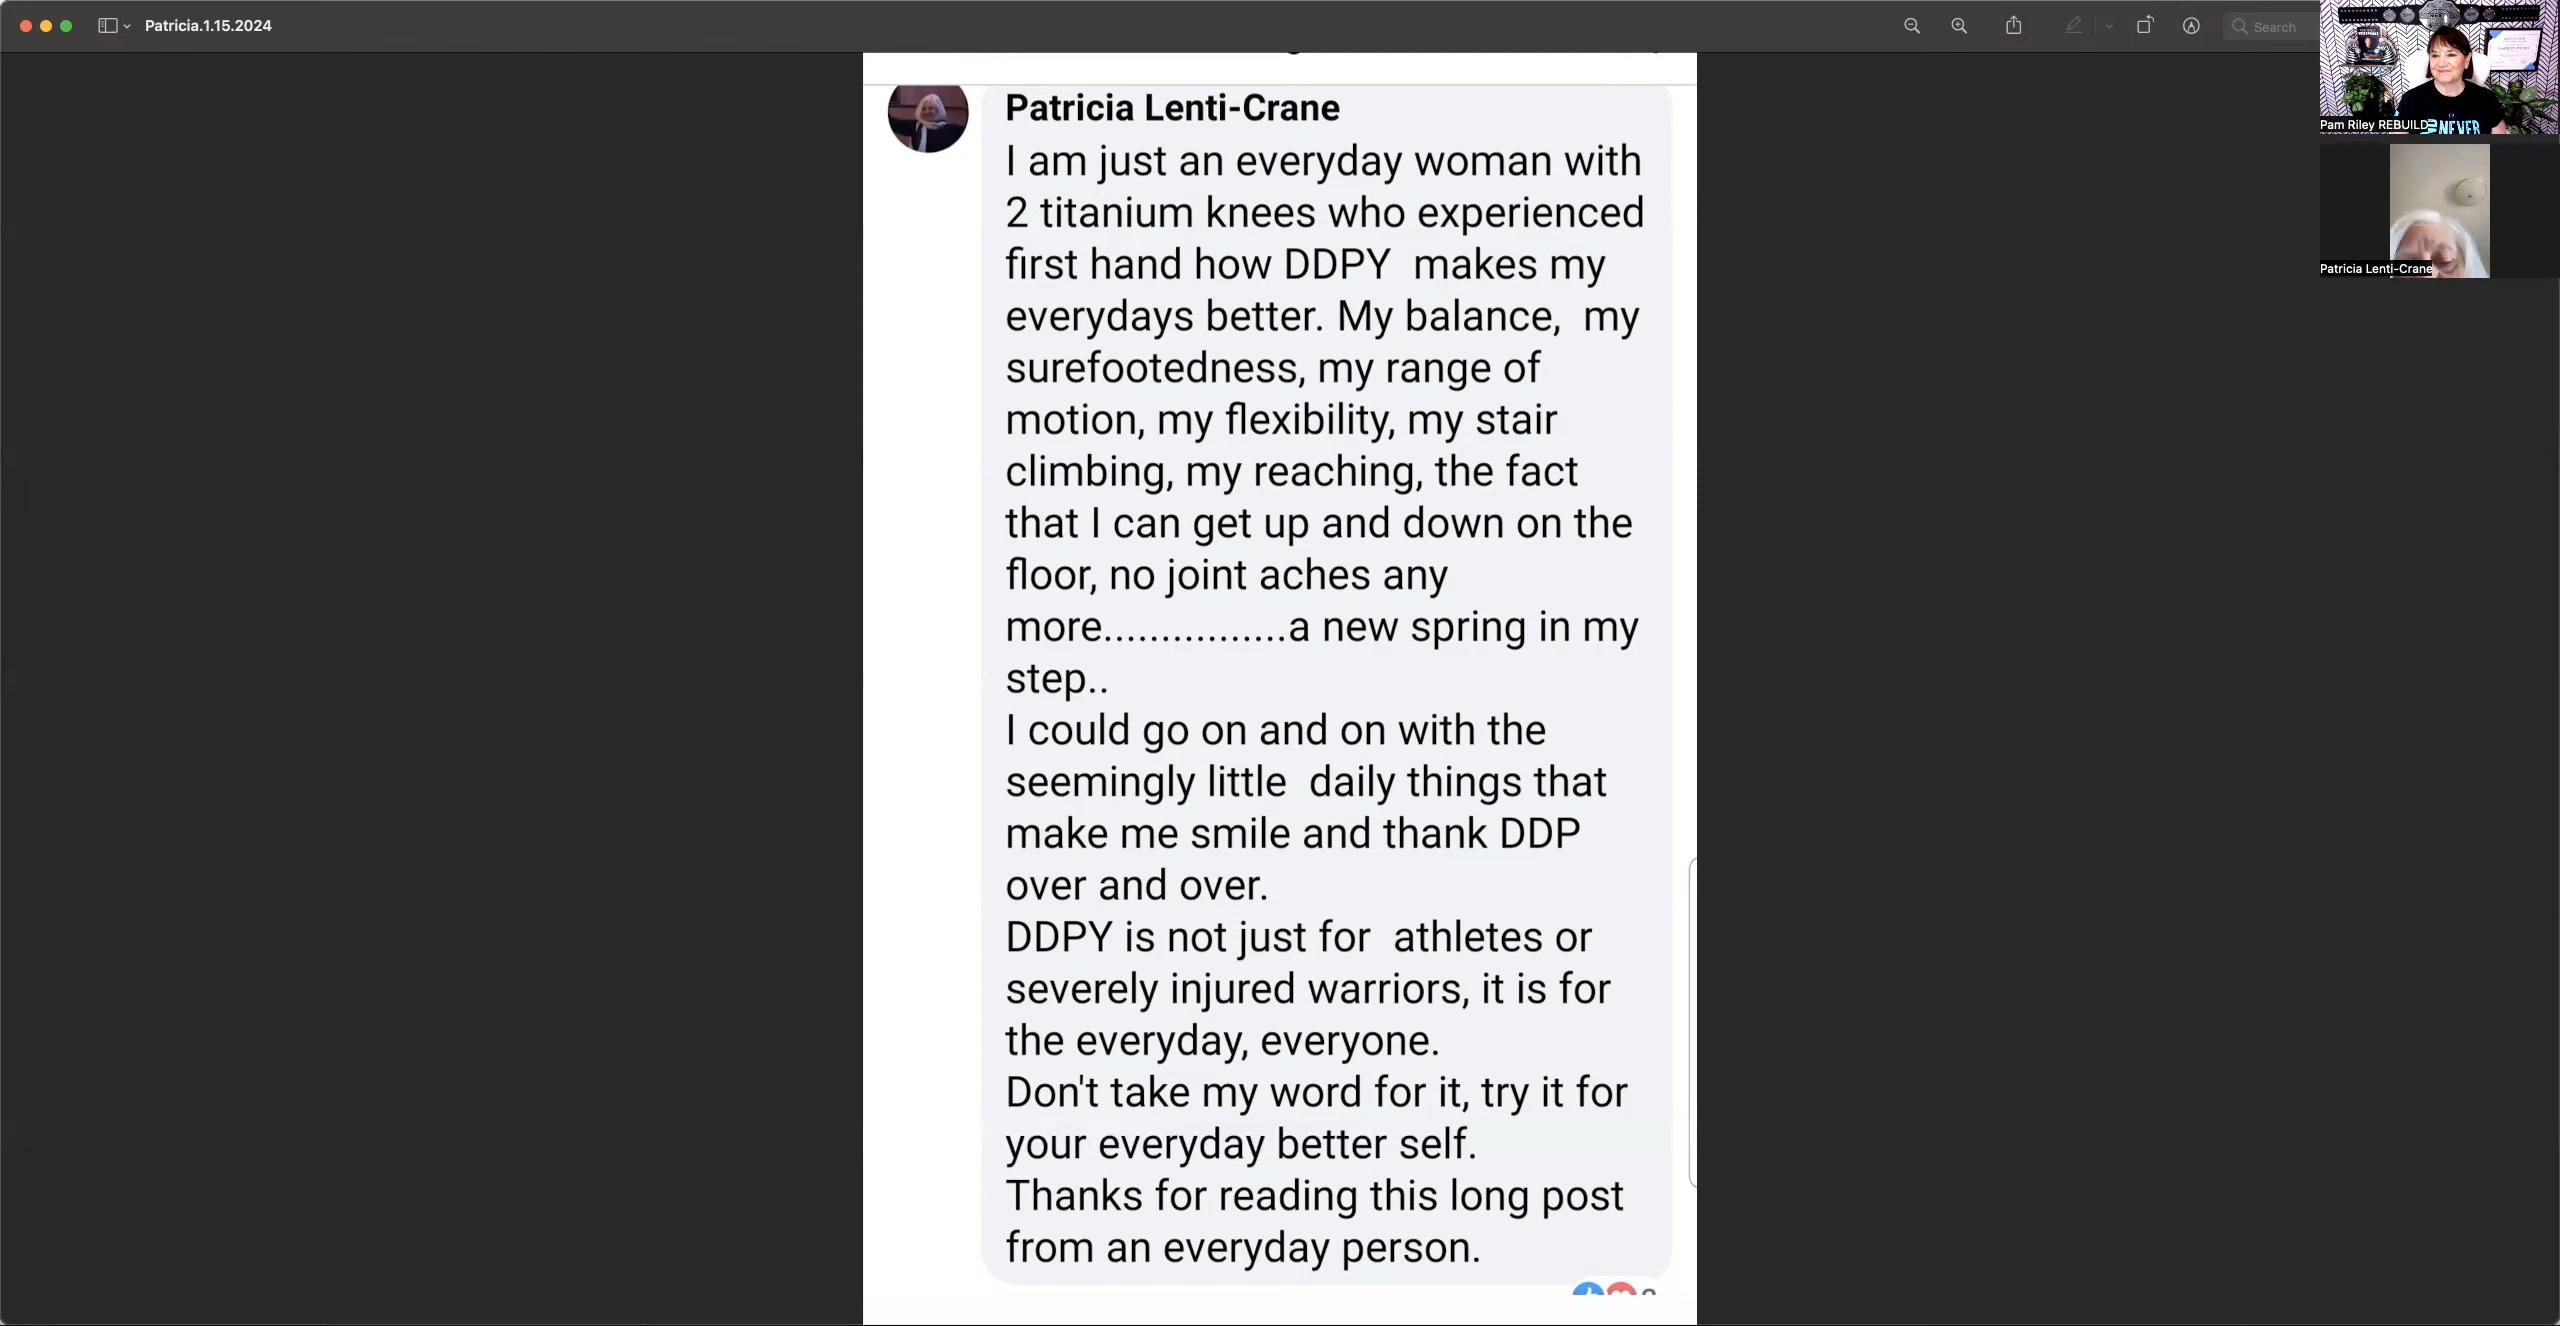 Patricia.1.15.2024
Search
Patricia Lenti-Crane
I am just an everyday woman with
2 titanium knees who experienced
first hand how DDPY  makes my
everydays better. My balance,  my
surefootedness, my range of
motion, my flexibility, my stair
climbing, my reaching, the fact
that I can get up and down on the
floor, no joint aches any
more................a new spring in my
step..
I could go on and on with the
seemingly little  daily things that
make me smile and thank DDP
over and over.
DDPY is not just for  athletes or
severely injured warriors, it is for
the everyday, everyone.
Don't take my word for it, try it for
your everyday better self.
Thanks for reading this long post
from an everyday person.
NEVER
Pam Riley REBUILD
Patricia Lenti-Crane